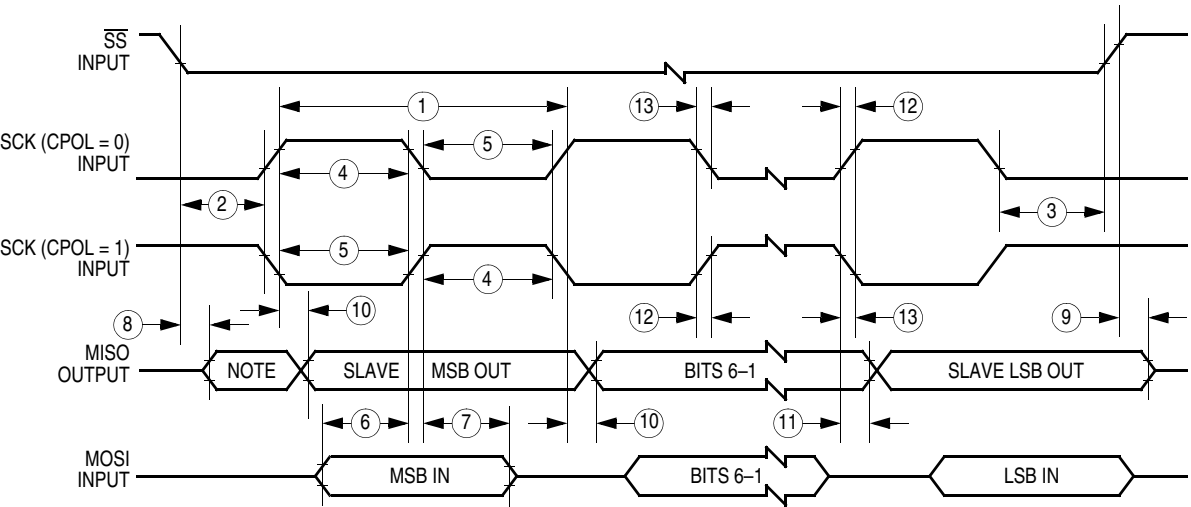 SS
INPUT
1
13
12
SCK (CPOL = 0)
INPUT
5
4
2
3
SCK (CPOL = 1)
INPUT
5
4
8
10
12
13
9
MISO
OUTPUT
NOTE
SLAVE
MSB OUT
BITS 6–1
SLAVE LSB OUT
6
7
10
11
MOSI
INPUT
MSB IN
BITS 6–1
LSB IN